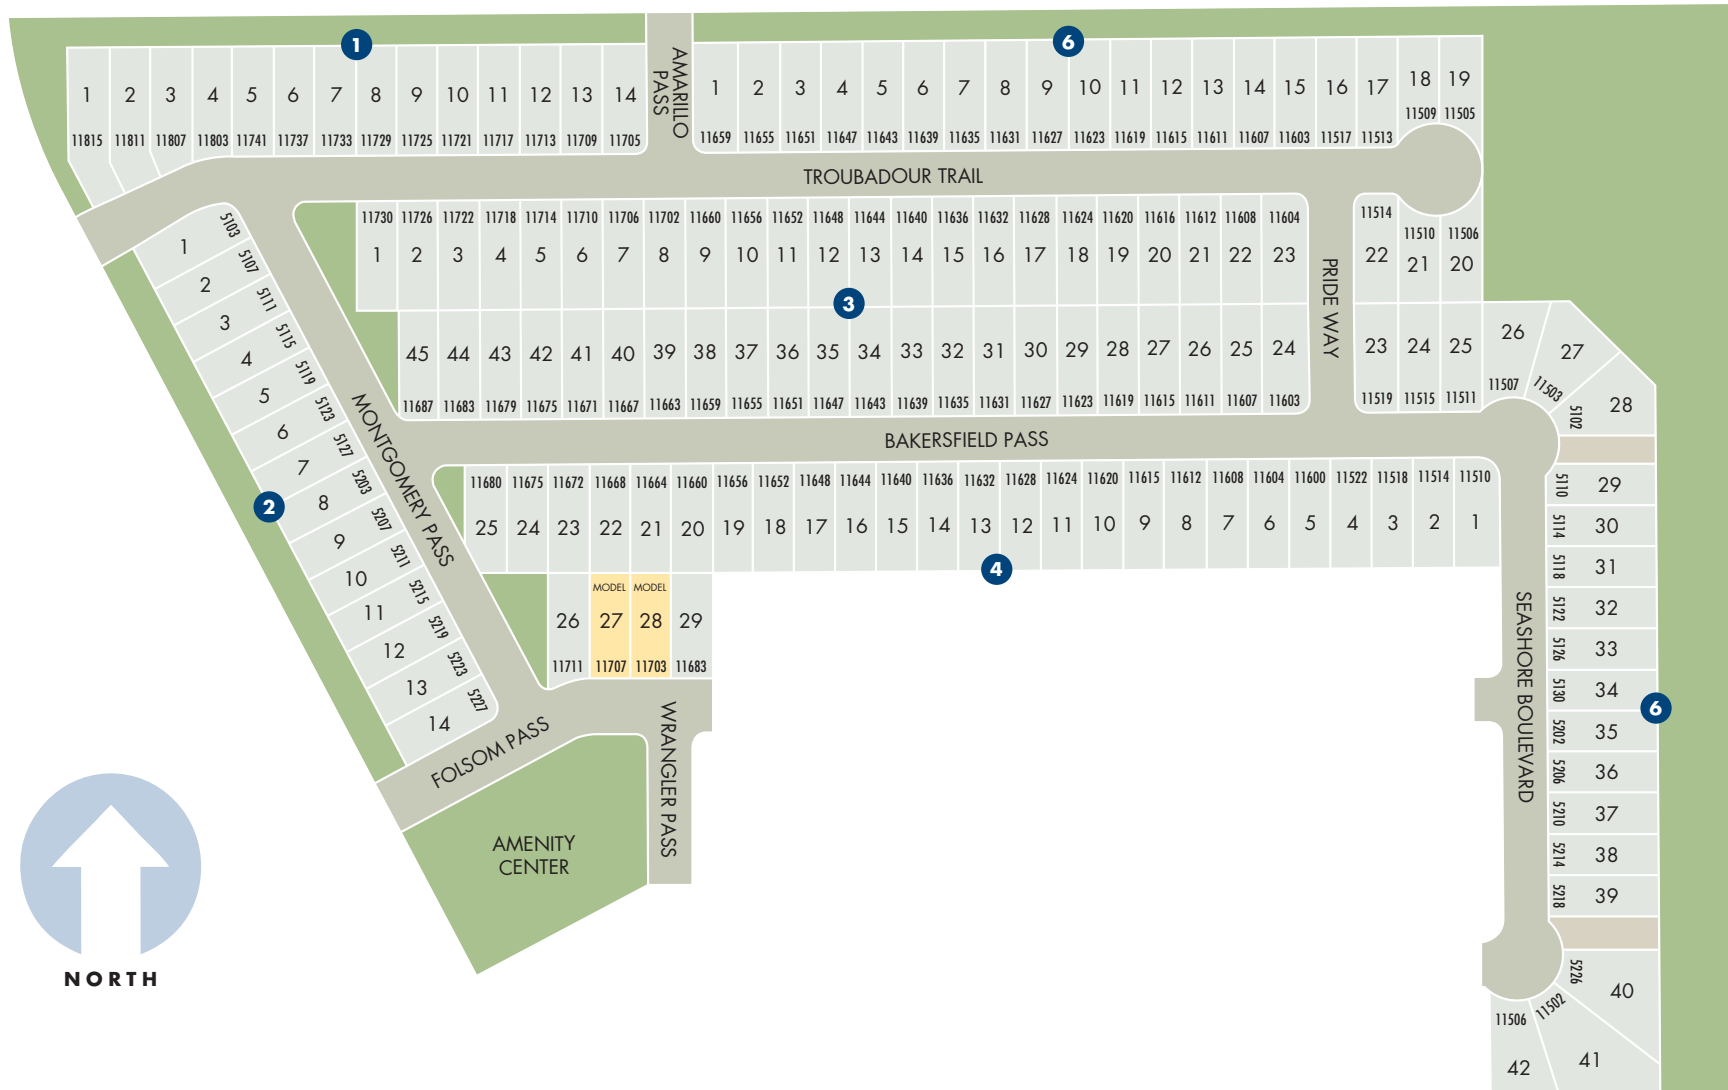 1
6
1 2 3 4 5 6 7 8 9 10 11 12 13 14
11815 11811 11807 11803 11741 11737 11733 11729 11725 11721 11717 11713 11709 11705
AMARILLO
PASS
1 2 3 4 5 6 7 8 9 10 11 12 13 14 15 16 17 18 19
11659 11655 11651 11647 11643 11639 11635 11631 11627 11623 11619 11615 11611 11607 11603 11517 11513 11509 11505
TROUBADOUR TRAIL
11730 11726 11722 11718 11714 11710 11706 11702 11660 11656 11652 11648 11644 11640 11636 11632 11628 11624 11620 11616 11612 11608 11604
1 2 3 4 5 6 7 8 9 10 11 12 13 14 15 16 17 18 19 20 21 22 23
3
45 44 43 42 41 40 39 38 37 36 35 34 33 32 31 30 29 28 27 26 25 24
11687 11683 11679 11675 11671 11667 11663 11659 11655 11651 11647 11643 11639 11635 11631 11627 11623 11619 11615 11611 11607 11603
PRIDE WAY
11514 11510 11506
22 21 20
23 24 25 26 27 28
11519 11515 11511 11507 11503 5102
BAKERSFIELD PASS
MONTGOMERY PASS
1 5103
2 5107
3 5111
4 5115
5 5119
6 5123
7 5127
8 5203
9 5207
10 5211
11 5215
12 5219
13 5223
14 5227
2
11680 11675 11672 11668 11664 11660 11656 11652 11648 11644 11640 11636 11632 11628 11624 11620 11615 11612 11608 11604 11600 11522 11518 11514 11510
25 24 23 22 21 20 19 18 17 16 15 14 13 12 11 10 9 8 7 6 5 4 3 2 1
4
MODEL MODEL
26 27 28 29
11711 11707 11703 11683
FOLSOM PASS
WRANGLER PASS
AMENITY
CENTER
SEASHORE BOULEVARD
5110 29
5114 30
5118 31
5122 32
5126 33
5130 34
6
5202 35
5206 36
5210 37
5214 38
5218 39
5226 40
11502 41
11506 42
NORTH